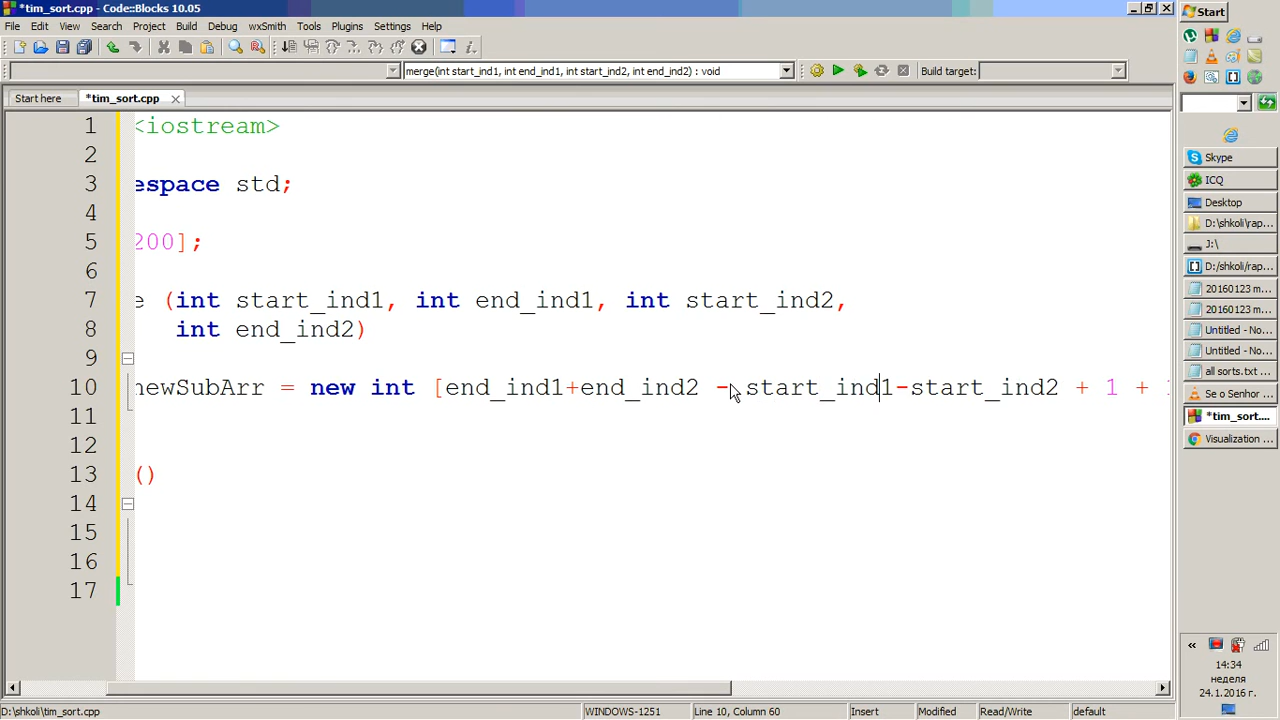 *tim_sort.cpp - Code::Blocks 10.05
Start
File Edit View Search Project Build Debug wxSmith Tools Plugins Settings Help
merge(int start_ind1, int end_ind1, int start_ind2, int end_ind2) : void
Build target:
Start here
*tim_sort.cpp
1 <iostream>
2
3 espace std;
4
5 200];
6
7 e (int start_ind1, int end_ind1, int start_ind2,
8 int end_ind2)
9
10 newSubArr = new int [end_ind1+end_ind2 - start_ind1-start_ind2 + 1 +
11
12
13 ()
14
15
16
17
Skype
ICQ
Desktop
D:\shkoli\rap...
J:\
D:/shkoli/rap...
20160123 m...
20160123 m...
Untitled - No...
Untitled - No...
all sorts.txt ...
Se o Senhor ...
*tim_sort....
Visualization ...
14:34
неделя
24.1.2016 г.
D:\shkoli\tim_sort.cpp
WINDOWS-1251
Line 10, Column 60
Insert
Modified
Read/Write
default